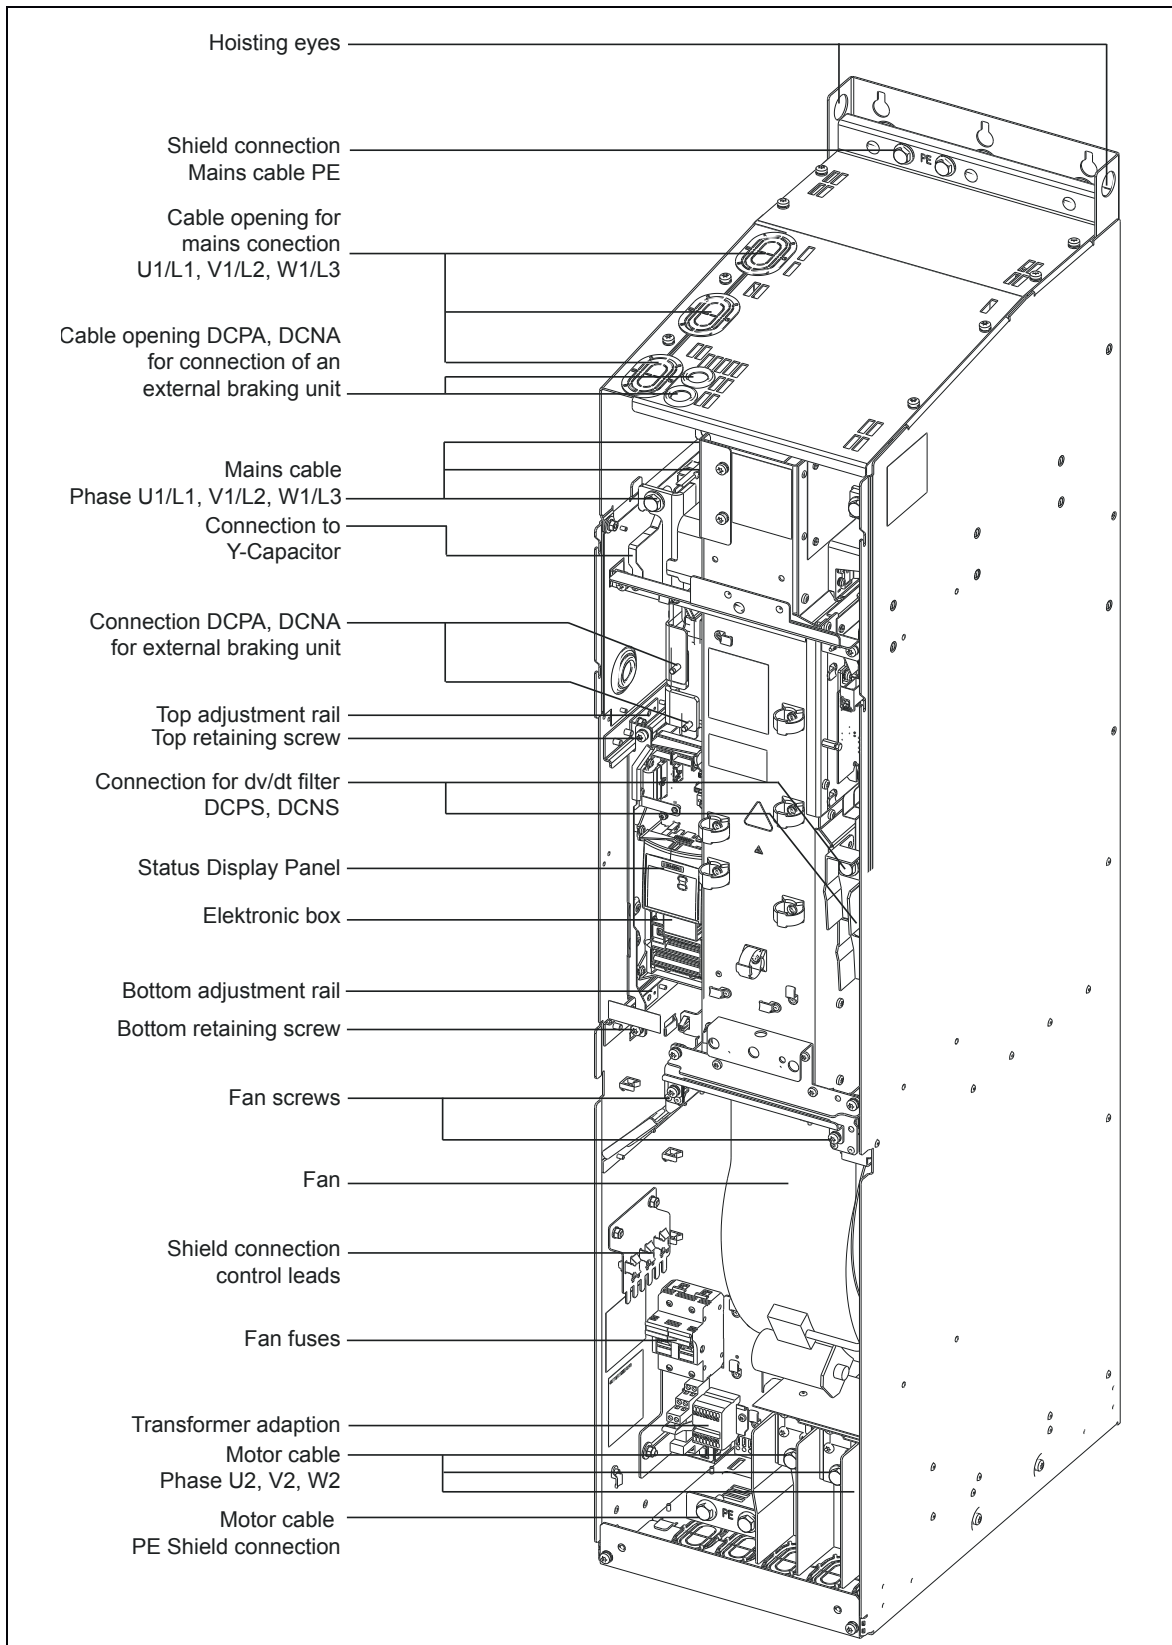 Hoisting eyes
Shield connection
Mains cable PE
PE
Cable opening for
mains conection
U1/L1, V1/L2, W1/L3
Cable opening DCPA, DCNA
for connection of an
external braking unit
Mains cable
Phase U1/L1, V1/L2, W1/L3
Connection to
Y-Capacitor
Connection DCPA, DCNA
for external braking unit
Top adjustment rail
Top retaining screw
Connection for dv/dt filter
DCPS, DCNS
Status Display Panel
Elektronic box
Bottom adjustment rail
Bottom retaining screw
Fan screws
Fan
Shield connection
control leads
Fan fuses
Transformer adaption
Motor cable
Phase U2, V2, W2
Motor cable
PE Shield connection
PE